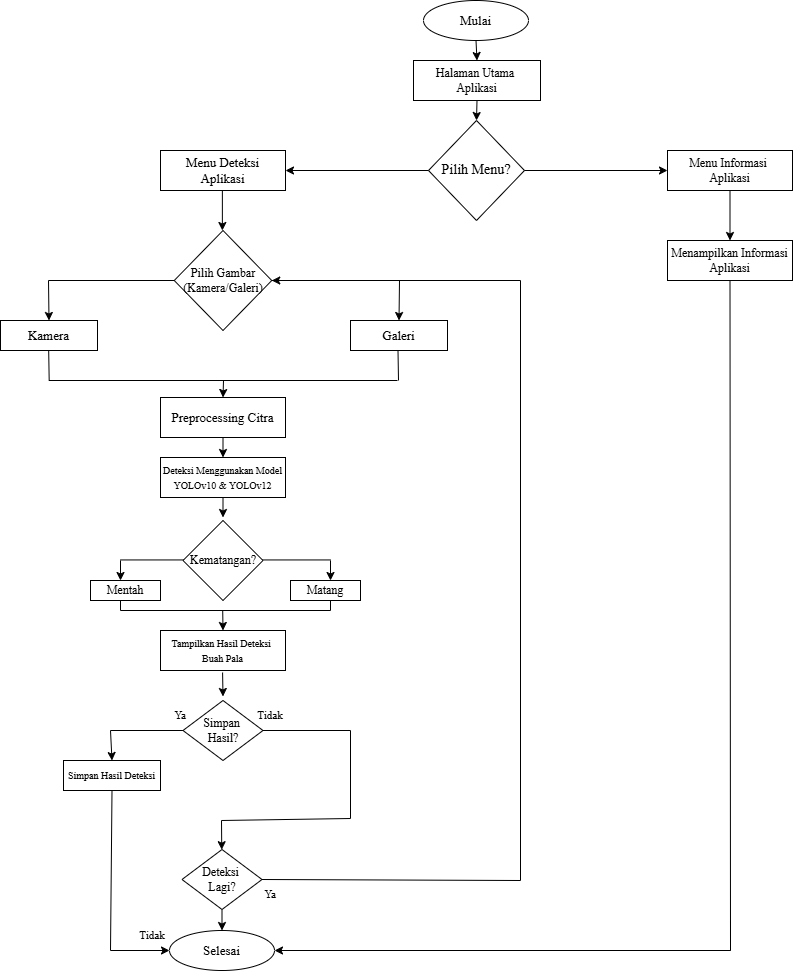 Mulai
Halaman Utama
Aplikasi
Pilih Menu?
Menu Deteksi
Aplikasi
Menu Informasi
Aplikasi
Menampilkan Informasi
Aplikasi
Pilih Gambar
(Kamera/Galeri)
Kamera
Galeri
Preprocessing Citra
Deteksi Menggunakan Model
YOLOv10 & YOLOv12
Kematangan?
Mentah
Matang
Tampilkan Hasil Deteksi
Buah Pala
Ya
Tidak
Simpan
Hasil?
Simpan Hasil Deteksi
Deteksi
Lagi?
Ya
Tidak
Selesai